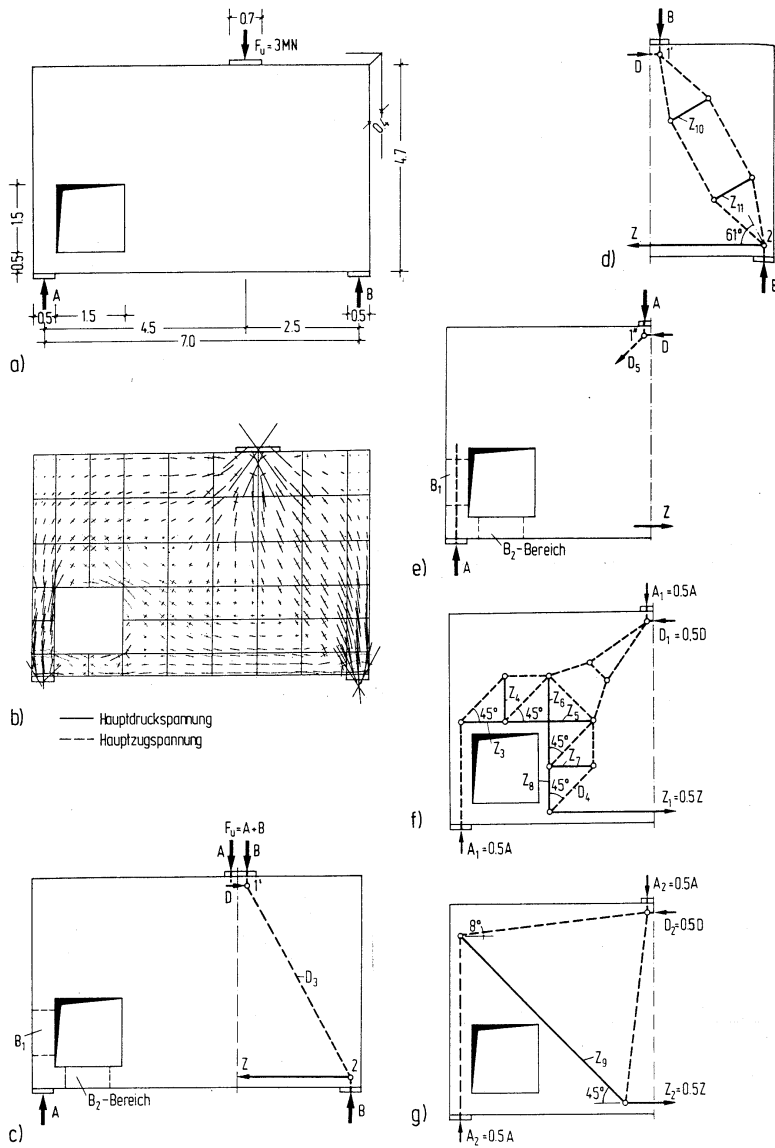 0.7
F_u = 3MN
0.4
4.7
1.5
0.5
A
B
0.5
1.5
4.5
2.5
0.5
7.0
a)
b)
Hauptdruckspannung
Hauptzugspannung
F_u = A + B
A
B
D
1'
D_3
B_1
Z
2
B_2-Bereich
A
B
c)
B
D
1'
Z_10
Z_11
Z
61°
2
B
d)
A
1"
D
D_5
B_1
Z
B_2-Bereich
A
e)
A_1 = 0.5A
D_1 = 0,5D
Z_4
Z_6
45°
45°
Z_5
Z_3
45°
Z_7
Z_8
45°
D_4
Z_1 = 0.5Z
A_1 = 0.5A
f)
A_2 = 0.5A
8°
D_2 = 0.5D
Z_9
45°
Z_2 = 0.5Z
A_2 = 0.5A
g)